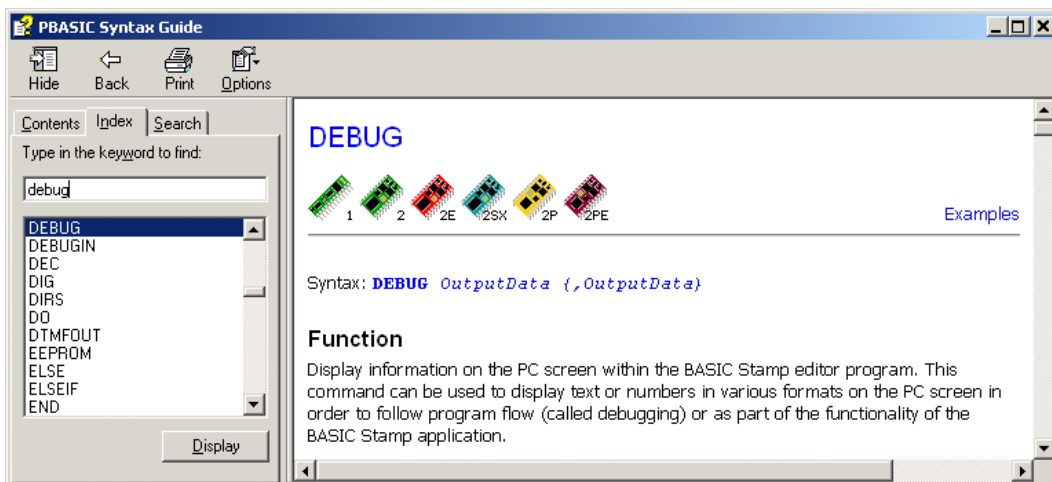 PBASIC Syntax Guide
Hide Back Print Options
Contents Index Search
Type in the keyword to find:
debug
DEBUG
DEBUGIN
DEC
DIG
DIRS
DO
DTMFOUT
EEPROM
ELSE
ELSEIF
END
Display
DEBUG
1 2 2E 2SX 2P 2PE
Examples
Syntax: DEBUG OutputData {,OutputData}
Function
Display information on the PC screen within the BASIC Stamp editor program. This
command can be used to display text or numbers in various formats on the PC screen in
order to follow program flow (called debugging) or as part of the functionality of the
BASIC Stamp application.